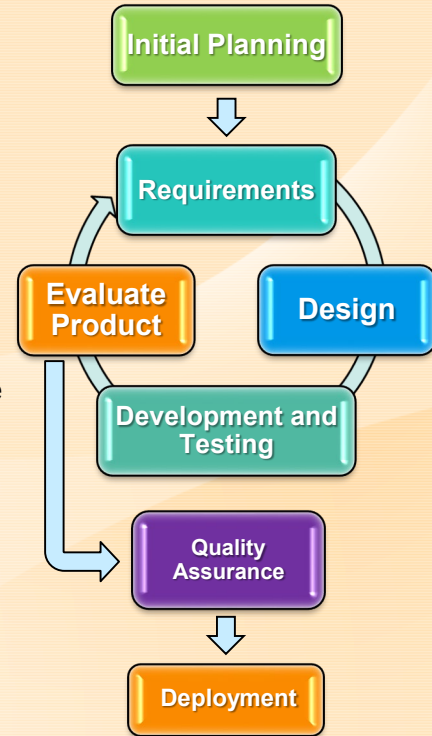 Initial Planning
Requirements
Evaluate
Product
Design
e
Development and
Testing
Quality
Assurance
Deployment